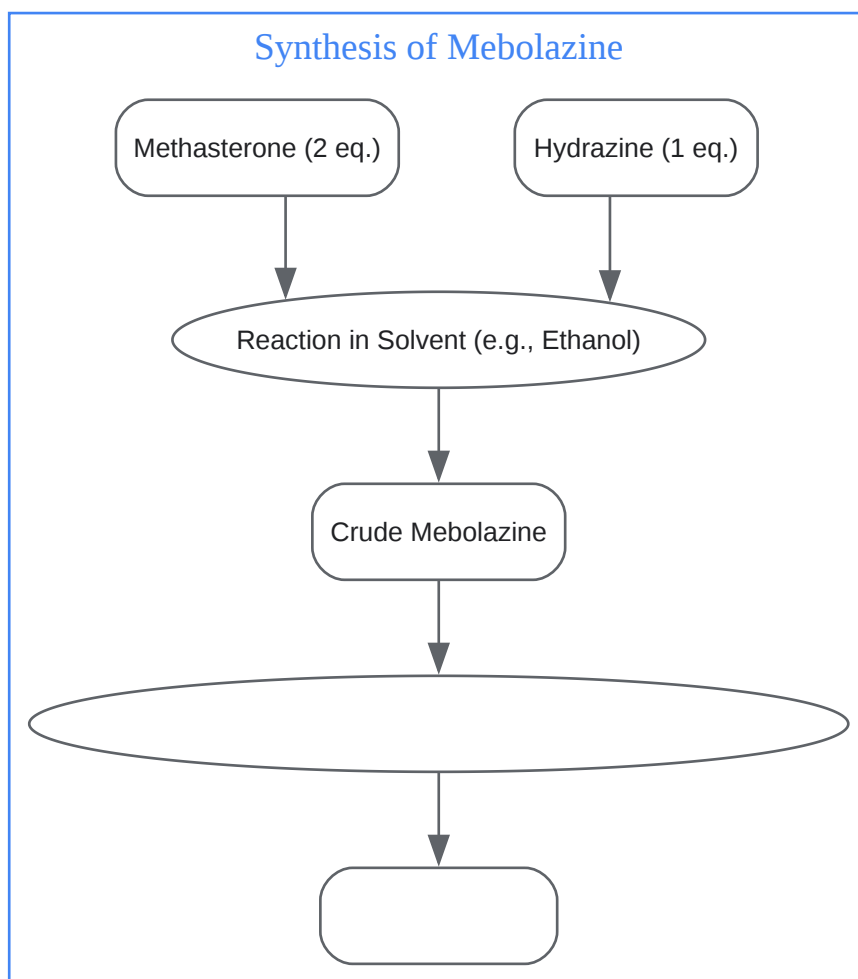 Synthesis of Mebolazine
Methasterone (2 eq.)
Hydrazine (1 eq.)
Reaction in Solvent (e.g., Ethanol)
Crude Mebolazine